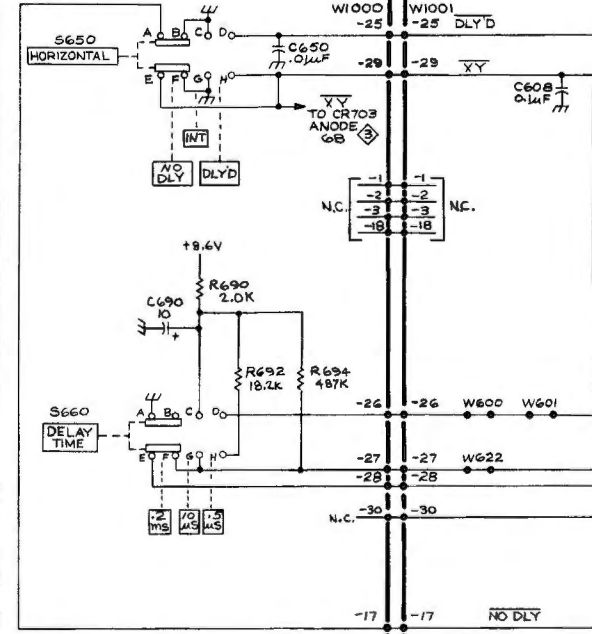 W1000 W1001
A B C D
-25 -25 DLY'D
S650
HORIZONTAL
C650
.01µF
E F G H
-29 -29 XY
C608
0.1µF
XY
TO CR703
ANODE
6B 3
INT
NO
DLY
DLY'D
-1 -1
-2 -2
N.C. -3 -3 N.C.
-18 -18
+8.6V
R690
2.0K
C690
10
+
R692
18.2K
R694
487K
S660
DELAY
TIME
A B C D
-26 -26 W600 W601
E F G H
-27 -27 W622
-28 -28
.2
ms
10
µS
.5
µS
N.C. -30 -30
-17 -17 NO DLY